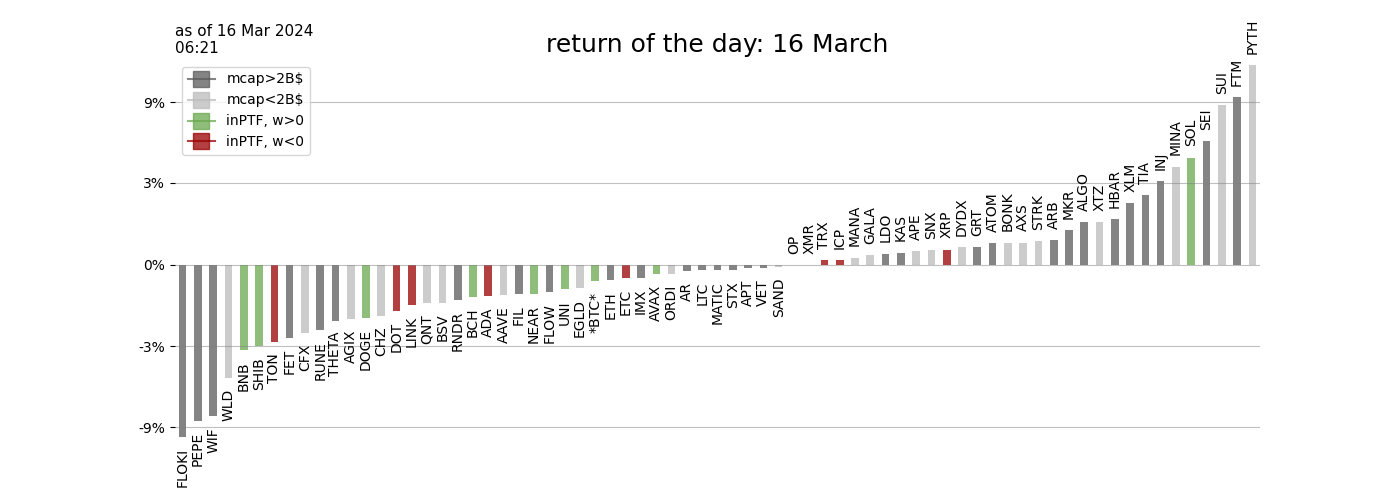 as of 16 Mar 2024
06:21
return of the day: 16 March
mcap>2B$
mcap<2B$
inPTF, w>0
inPTF, w<0
9%
3%
0%
-3%
-9%
FLOKI
PEPE
WIF
WLD
BNB
SHIB
TON
FET
CFX
RUNE
THETA
AGIX
DOGE
CHZ
DOT
LINK
QNT
BSV
RNDR
BCH
ADA
AAVE
FIL
NEAR
FLOW
UNI
EGLD
*BTC*
ETH
ETC
IMX
AVAX
ORDI
AR
LTC
MATIC
STX
APT
VET
SAND
OP
XMR
TRX
ICP
MANA
GALA
LDO
KAS
APE
SNX
XRP
DYDX
GRT
ATOM
BONK
AXS
STRK
ARB
MKR
ALGO
XTZ
HBAR
XLM
TIA
INJ
MINA
SOL
SEI
SUI
FTM
PYTH